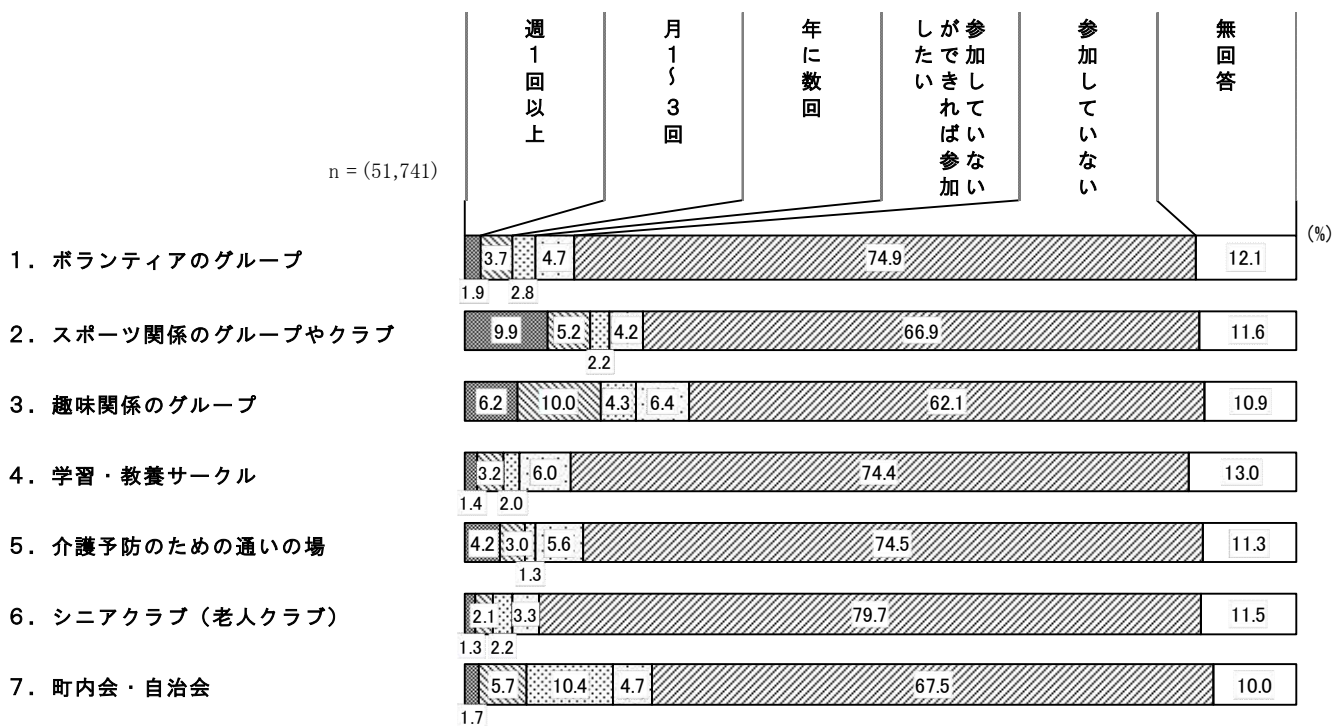 週1回以上
月1～3回
年に数回
参加していない
ができれば参加
したい
参加していない
無回答
n = (51,741)
(%)
1．ボランティアのグループ
3.7 4.7 74.9 12.1
1.9 2.8
2．スポーツ関係のグループやクラブ
9.9 5.2 4.2 66.9 11.6
2.2
3．趣味関係のグループ
6.2 10.0 4.3 6.4 62.1 10.9
4．学習・教養サークル
3.2 6.0 74.4 13.0
1.4 2.0
5．介護予防のための通いの場
4.2 3.0 5.6 74.5 11.3
1.3
6．シニアクラブ（老人クラブ）
2.1 3.3 79.7 11.5
1.3 2.2
7．町内会・自治会
5.7 10.4 4.7 67.5 10.0
1.7